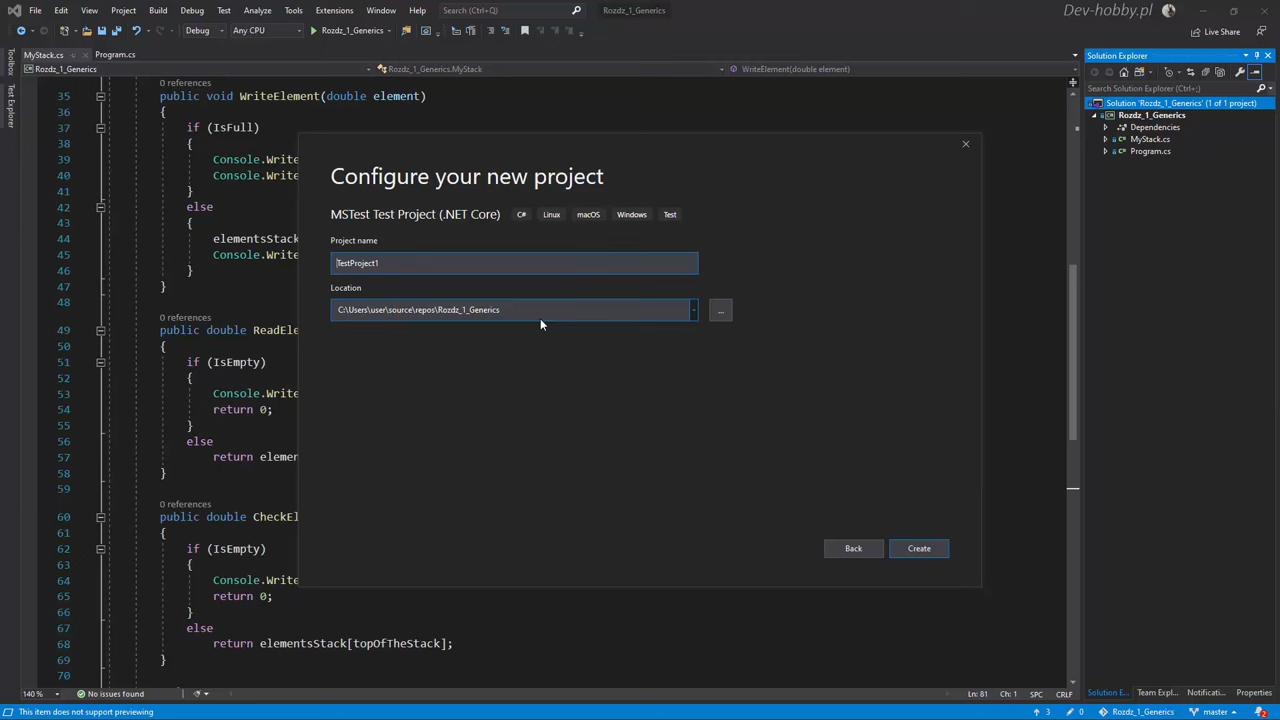 File Edit View Project Build Debug Test Analyze Tools Extensions Window Help Search (Ctrl+Q) Rozdz_1_Generics Dev-hobby.pl
Debug Any CPU Rozdz_1_Generics Live Share
MyStack.cs Program.cs
Rozdz_1_Generics Rozdz_1_Generics.MyStack WriteElement(double element)
Toolbox
Test Explorer
0 references
35 public void WriteElement(double element)
36 {
37 if (IsFull)
38 {
39 Console.Write
40 Console.Write
41 }
42 else
43 {
44 elementsStack
45 Console.Write
46 }
47 }
48
0 references
49 public double ReadEle
50 {
51 if (IsEmpty)
52 {
53 Console.Write
54 return 0;
55 }
56 else
57 return elemen
58 }
59
0 references
60 public double CheckEl
61 {
62 if (IsEmpty)
63 {
64 Console.Write
65 return 0;
66 }
67 else
68 return elementsStack[topOfTheStack];
69 }
70
Configure your new project
MSTest Test Project (.NET Core) C# Linux macOS Windows Test
Project name
TestProject1
Location
C:\Users\user\source\repos\Rozdz_1_Generics
...
Back Create
Solution Explorer
Search Solution Explorer (Ctrl+;)
Solution 'Rozdz_1_Generics' (1 of 1 project)
Rozdz_1_Generics
Dependencies
MyStack.cs
Program.cs
140 % No issues found Ln: 81 Ch: 1 SPC CRLF
Solution E... Team Expl... Notificati... Properties
This item does not support previewing 3 0 Rozdz_1_Generics master 2